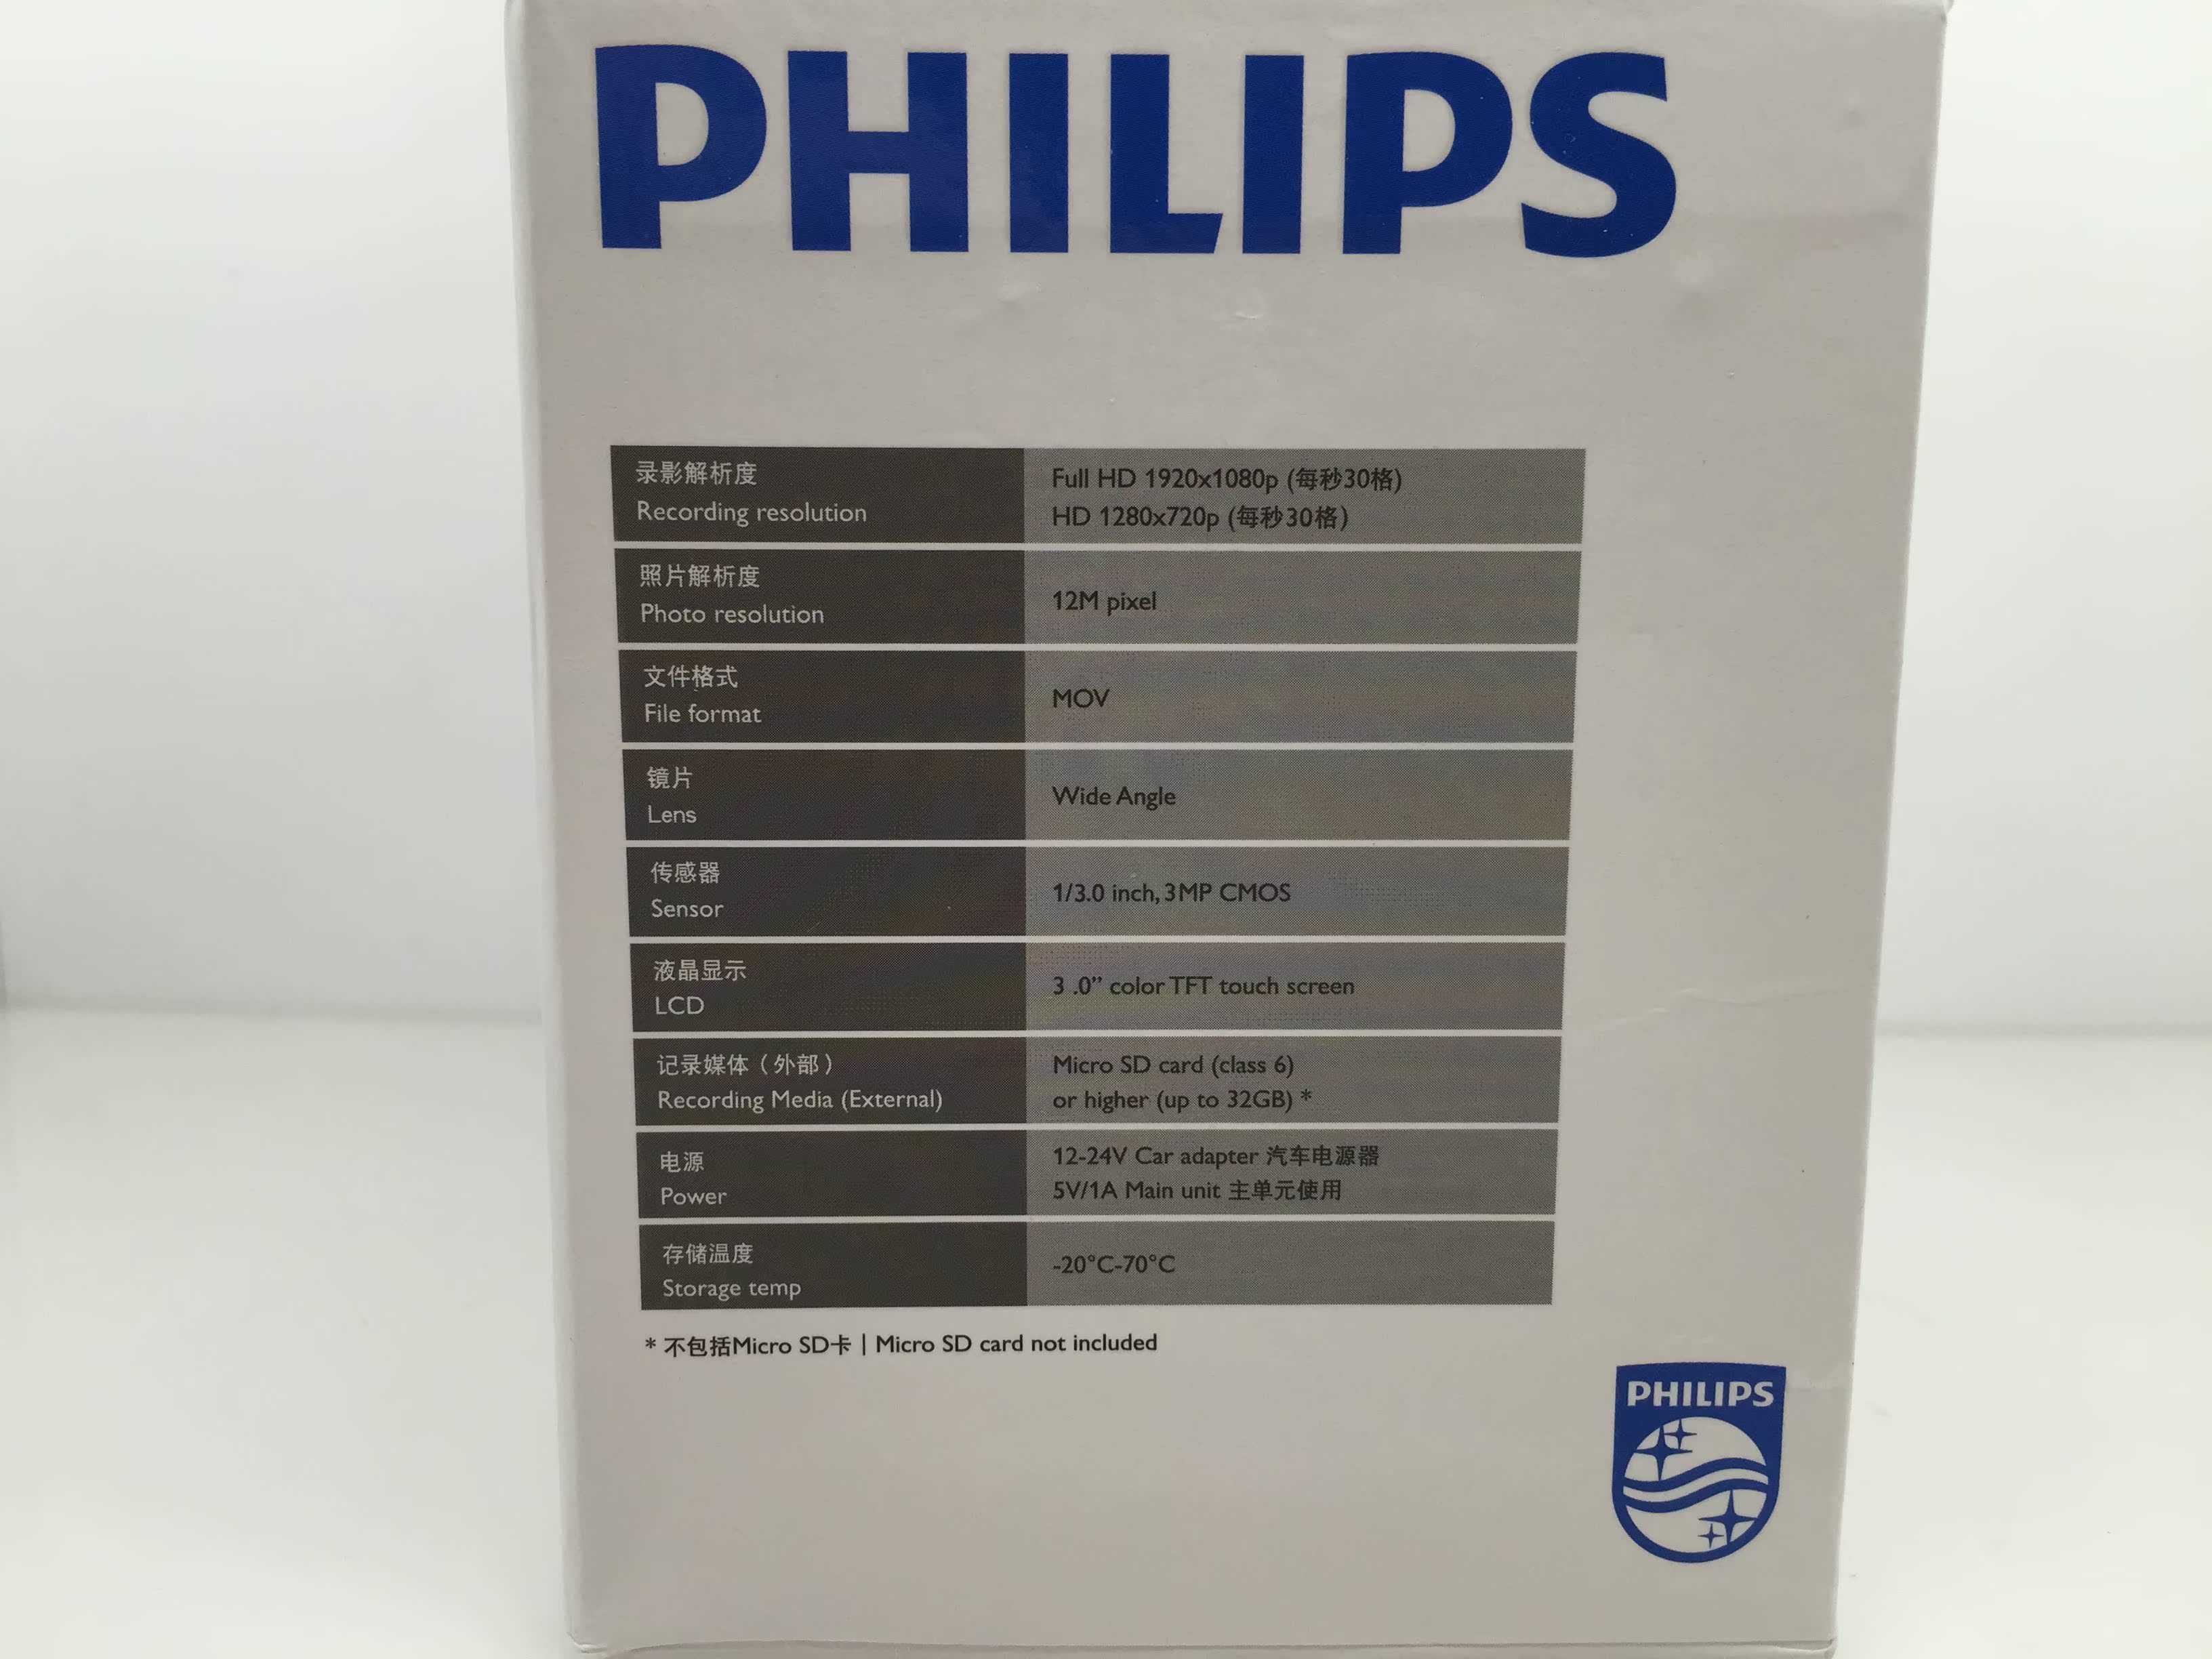 PHILIPS
录影解析度
Recording resolution
Full HD 1920x1080p (每秒30格)
HD 1280x720p (每秒30格)
照片解析度
Photo resolution
12M pixel
文件格式
File format
MOV
镜片
Lens
Wide Angle
传感器
Sensor
1/3.0 inch, 3MP CMOS
液晶显示
LCD
3 .0” color TFT touch screen
记录媒体（外部）
Recording Media (External)
Micro SD card (class 6)
or higher (up to 32GB) *
电源
Power
12-24V Car adapter 汽车电源器
5V/1A Main unit 主单元使用
存储温度
Storage temp
-20°C-70°C
* 不包括Micro SD卡 | Micro SD card not included
PHILIPS